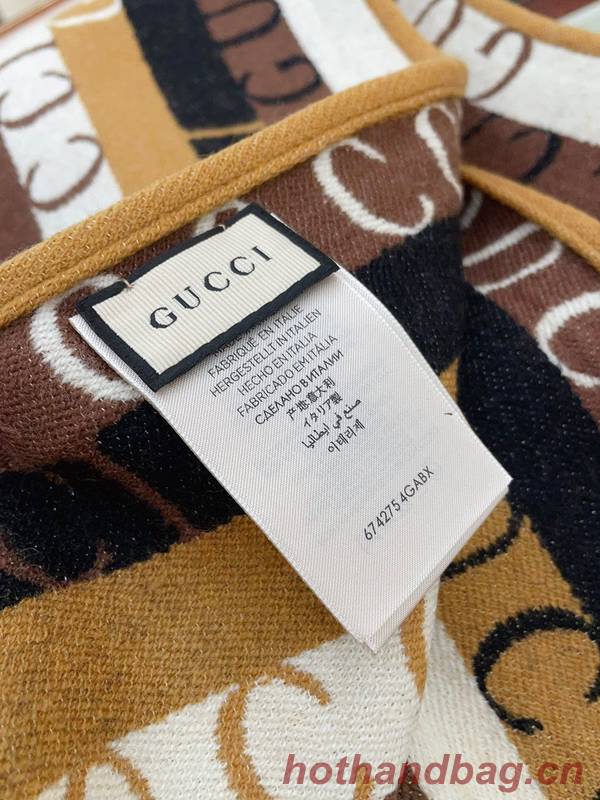 GUCCI
FABRIQUÉ EN ITALIE
HERGESTELLT IN ITALIEN
HECHO EN ITALIA
FABRICADO EM ITÁLIA
СДЕЛАНО В ИТАЛИИ
产地:意大利
イタリア製
صنع في ايطاليا
이태리제
674275 4GABX
hothandbag.cn